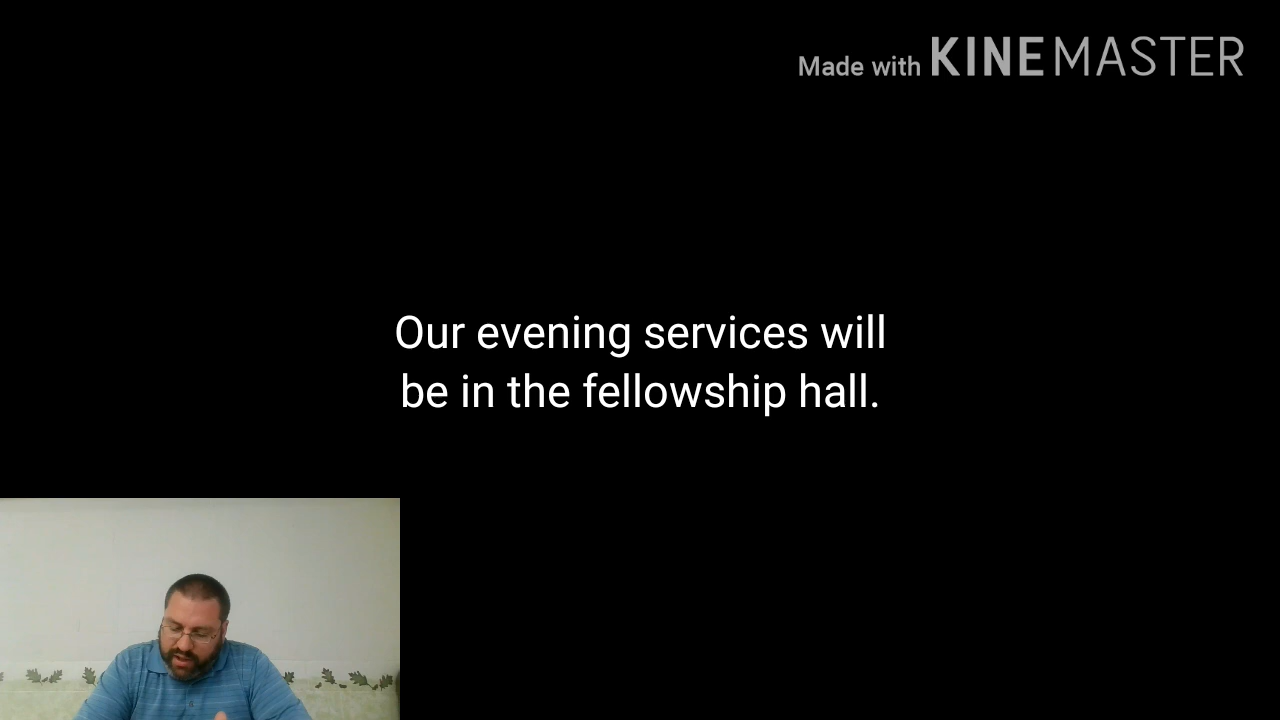 Made with KINEMASTER
Our evening services will
be in the fellowship hall.